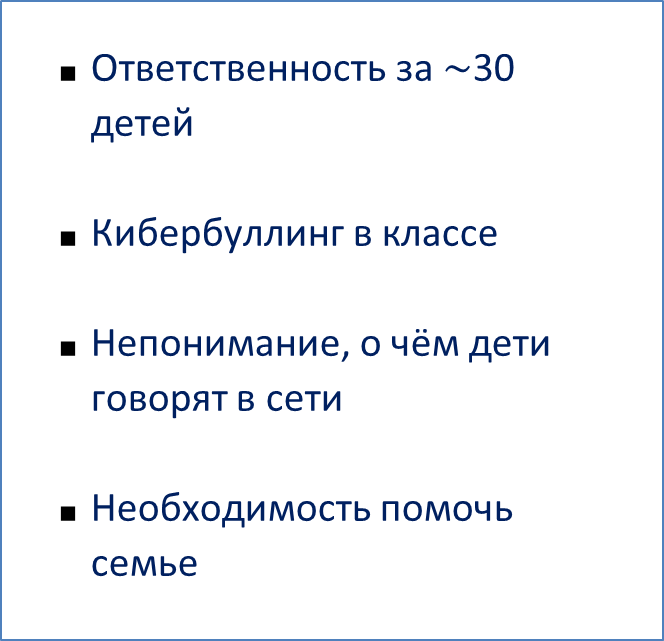 ▪ Ответственность за ~30
детей
▪ Кибербуллинг в классе
▪ Непонимание, о чём дети
говорят в сети
▪ Необходимость помочь
семье